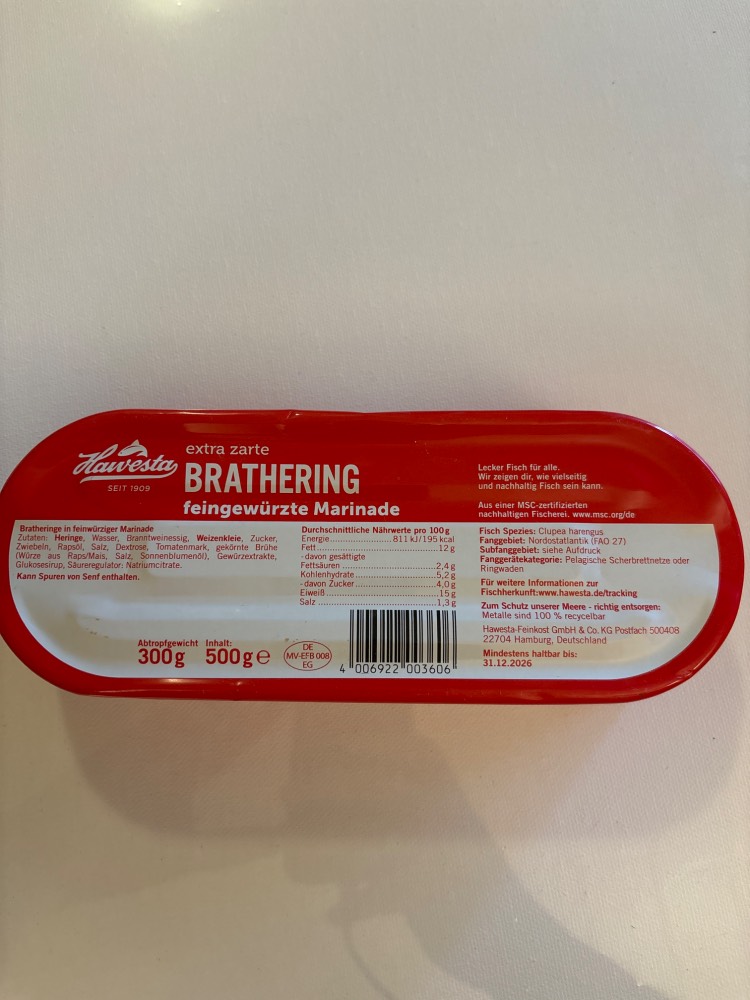 Hawesta
SEIT 1909
extra zarte
BRATHERING
feingewürzte Marinade
Lecker Fisch für alle.
Wir zeigen dir, wie vielseitig
und nachhaltig Fisch sein kann.
Aus einer MSC-zertifizierten
nachhaltigen Fischerei. www.msc.org/de
Bratheringe in feinwürziger Marinade
Zutaten: Heringe, Wasser, Branntweinessig, Weizenkleie, Zucker,
Zwiebeln, Rapsöl, Salz, Dextrose, Tomatenmark, gekörnte Brühe
(Würze aus Raps/Mais, Salz, Sonnenblumenöl), Gewürzextrakte,
Glukosesirup, Säureregulator: Natriumcitrate.
Kann Spuren von Senf enthalten.
Abtropfgewicht
300g
Inhalt:
500g e
DE
MV-EFB 008
EG
Durchschnittliche Nährwerte pro 100g
Energie..................811 kJ/195 kcal
Fett..................12 g
-davon gesättigte
Fettsäuren..................2,4 g
Kohlenhydrate..................5,2 g
-davon Zucker..................4,0 g
Eiweiß..................15 g
Salz..................1,3 g
4 006922 003606
Fisch Spezies: Clupea harengus
Fanggebiet: Nordostatlantik (FAO 27)
Subfanggebiet: siehe Aufdruck
Fanggerätekategorie: Pelagische Scherbrettnetze oder
Ringwaden
Für weitere Informationen zur
Fischherkunft:www.hawesta.de/tracking
Zum Schutz unserer Meere - richtig entsorgen:
Metalle sind 100 % recycelbar
Hawesta-Feinkost GmbH & Co. KG Postfach 500408
22704 Hamburg, Deutschland
Mindestens haltbar bis:
31.12.2026